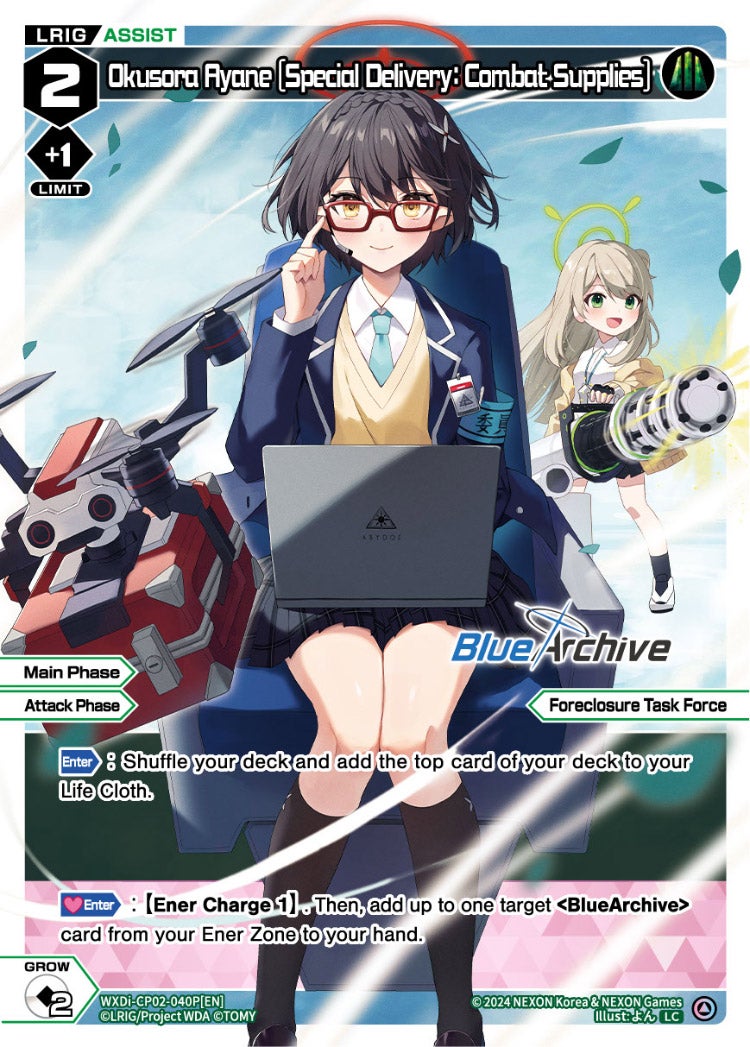 LRIG ASSIST
2 Okusora Ayane [Special Delivery: Combat Supplies]
+1
LIMIT
委員
ABYDOS
BlueArchive
Main Phase
Attack Phase
Foreclosure Task Force
Enter : Shuffle your deck and add the top card of your deck to your
Life Cloth.
Enter : 【Ener Charge 1】. Then, add up to one target <BlueArchive>
card from your Ener Zone to your hand.
GROW
2
WXDi-CP02-040P[EN]
©LRIG/Project WDA ©TOMY
© 2024 NEXON Korea & NEXON Games
Illust:よん LC